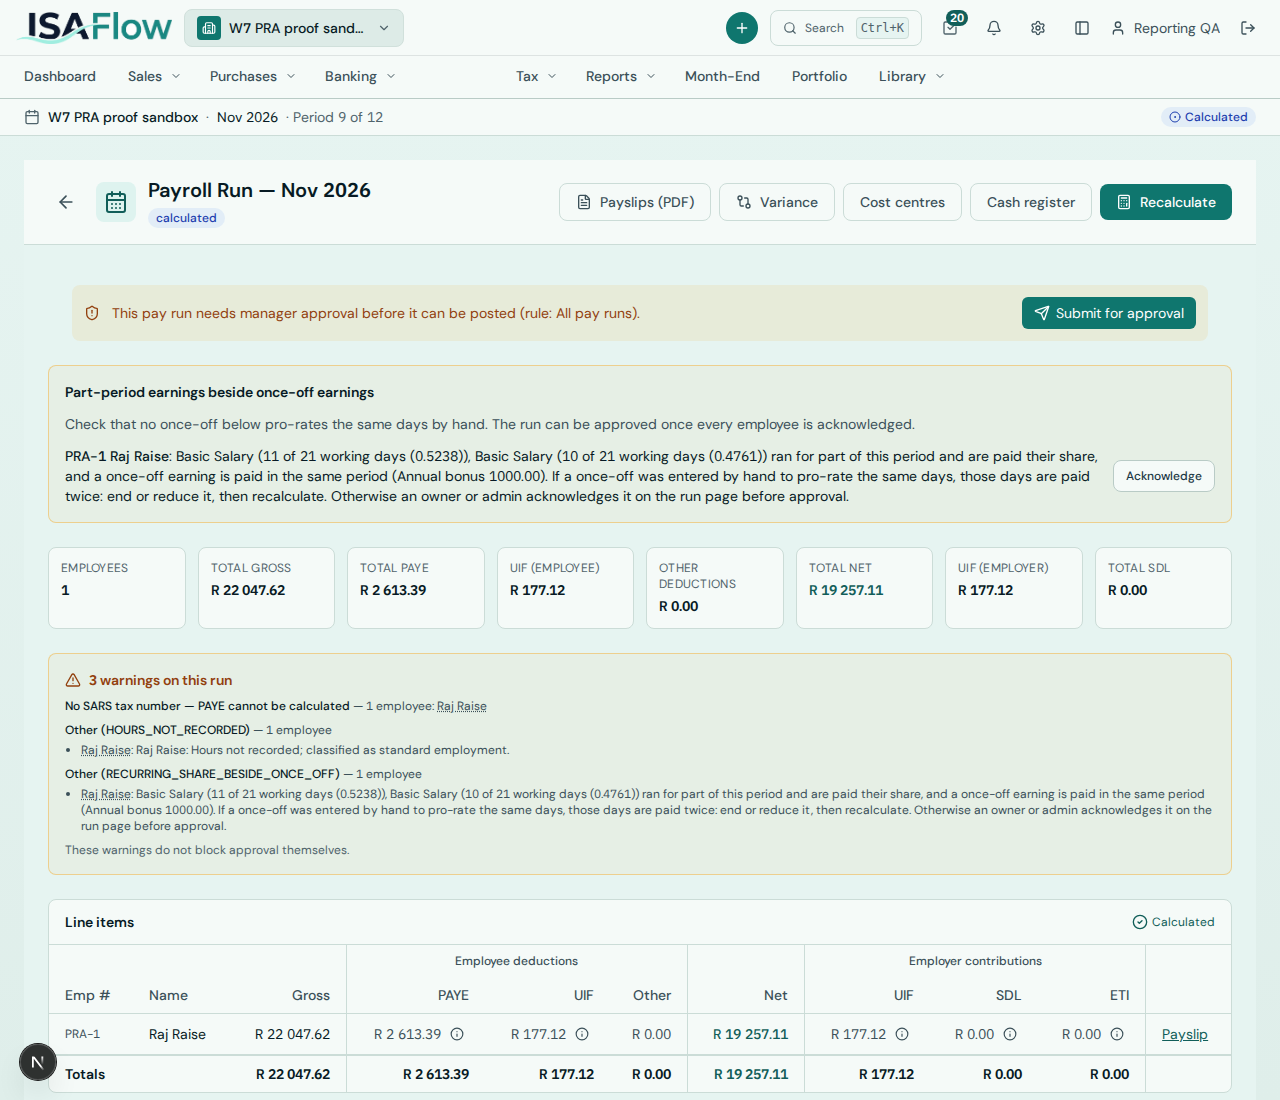 ISAFlow
W7 PRA proof sand...
Search Ctrl+K
20
Reporting QA
Dashboard Sales Purchases Banking Tax Reports Month-End Portfolio Library
W7 PRA proof sandbox · Nov 2026 · Period 9 of 12
Calculated
Payroll Run — Nov 2026
calculated
Payslips (PDF) Variance Cost centres Cash register Recalculate
This pay run needs manager approval before it can be posted (rule: All pay runs).
Submit for approval
Part-period earnings beside once-off earnings
Check that no once-off below pro-rates the same days by hand. The run can be approved once every employee is acknowledged.
PRA-1 Raj Raise: Basic Salary (11 of 21 working days (0.5238)), Basic Salary (10 of 21 working days (0.4761)) ran for part of this period and are paid their share,
and a once-off earning is paid in the same period (Annual bonus 1000.00). If a once-off was entered by hand to pro-rate the same days, those days are paid
twice: end or reduce it, then recalculate. Otherwise an owner or admin acknowledges it on the run page before approval.
Acknowledge
EMPLOYEES
1
TOTAL GROSS
R 22 047.62
TOTAL PAYE
R 2 613.39
UIF (EMPLOYEE)
R 177.12
OTHER
DEDUCTIONS
R 0.00
TOTAL NET
R 19 257.11
UIF (EMPLOYER)
R 177.12
TOTAL SDL
R 0.00
3 warnings on this run
No SARS tax number — PAYE cannot be calculated — 1 employee: Raj Raise
Other (HOURS_NOT_RECORDED) — 1 employee
• Raj Raise: Raj Raise: Hours not recorded; classified as standard employment.
Other (RECURRING_SHARE_BESIDE_ONCE_OFF) — 1 employee
• Raj Raise: Basic Salary (11 of 21 working days (0.5238)), Basic Salary (10 of 21 working days (0.4761)) ran for part of this period and are paid their share, and a once-off earning is paid in the same period
(Annual bonus 1000.00). If a once-off was entered by hand to pro-rate the same days, those days are paid twice: end or reduce it, then recalculate. Otherwise an owner or admin acknowledges it on the
run page before approval.
These warnings do not block approval themselves.
Line items
Calculated
Employee deductions Employer contributions
Emp # Name Gross PAYE UIF Other Net UIF SDL ETI
PRA-1 Raj Raise R 22 047.62 R 2 613.39 R 177.12 R 0.00 R 19 257.11 R 177.12 R 0.00 R 0.00 Payslip
N
Totals R 22 047.62 R 2 613.39 R 177.12 R 0.00 R 19 257.11 R 177.12 R 0.00 R 0.00